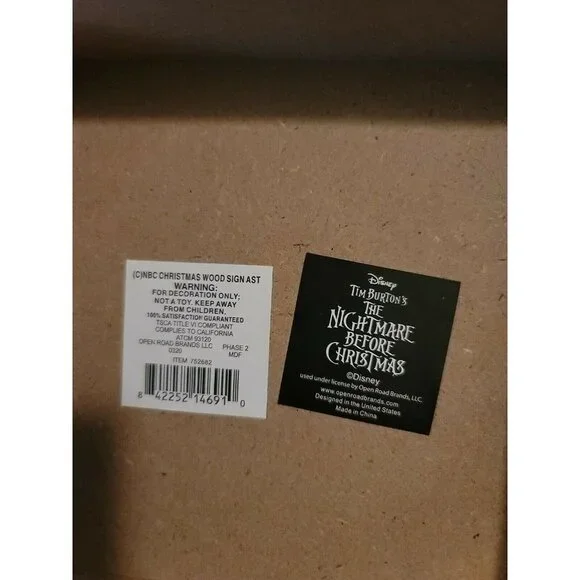 (C)NBC CHRISTMAS WOOD SIGN AST
WARNING:
FOR DECORATION ONLY;
NOT A TOY. KEEP AWAY
FROM CHILDREN.
100% SATISFACTION GUARANTEED
TSCA TITLE VI COMPLIANT
COMPLIES TO CALIFORNIA
ATCM 93120
OPEN ROAD BRANDS LLC PHASE 2
0320 MDF
ITEM 752682
8 42252 14691 0
Disney
TIM BURTON'S
THE
NIGHTMARE
BEFORE
CHRISTMAS
©Disney
used under license by Open Road Brands, LLC.
www.openroadbrands.com
Designed in the United States
Made in China